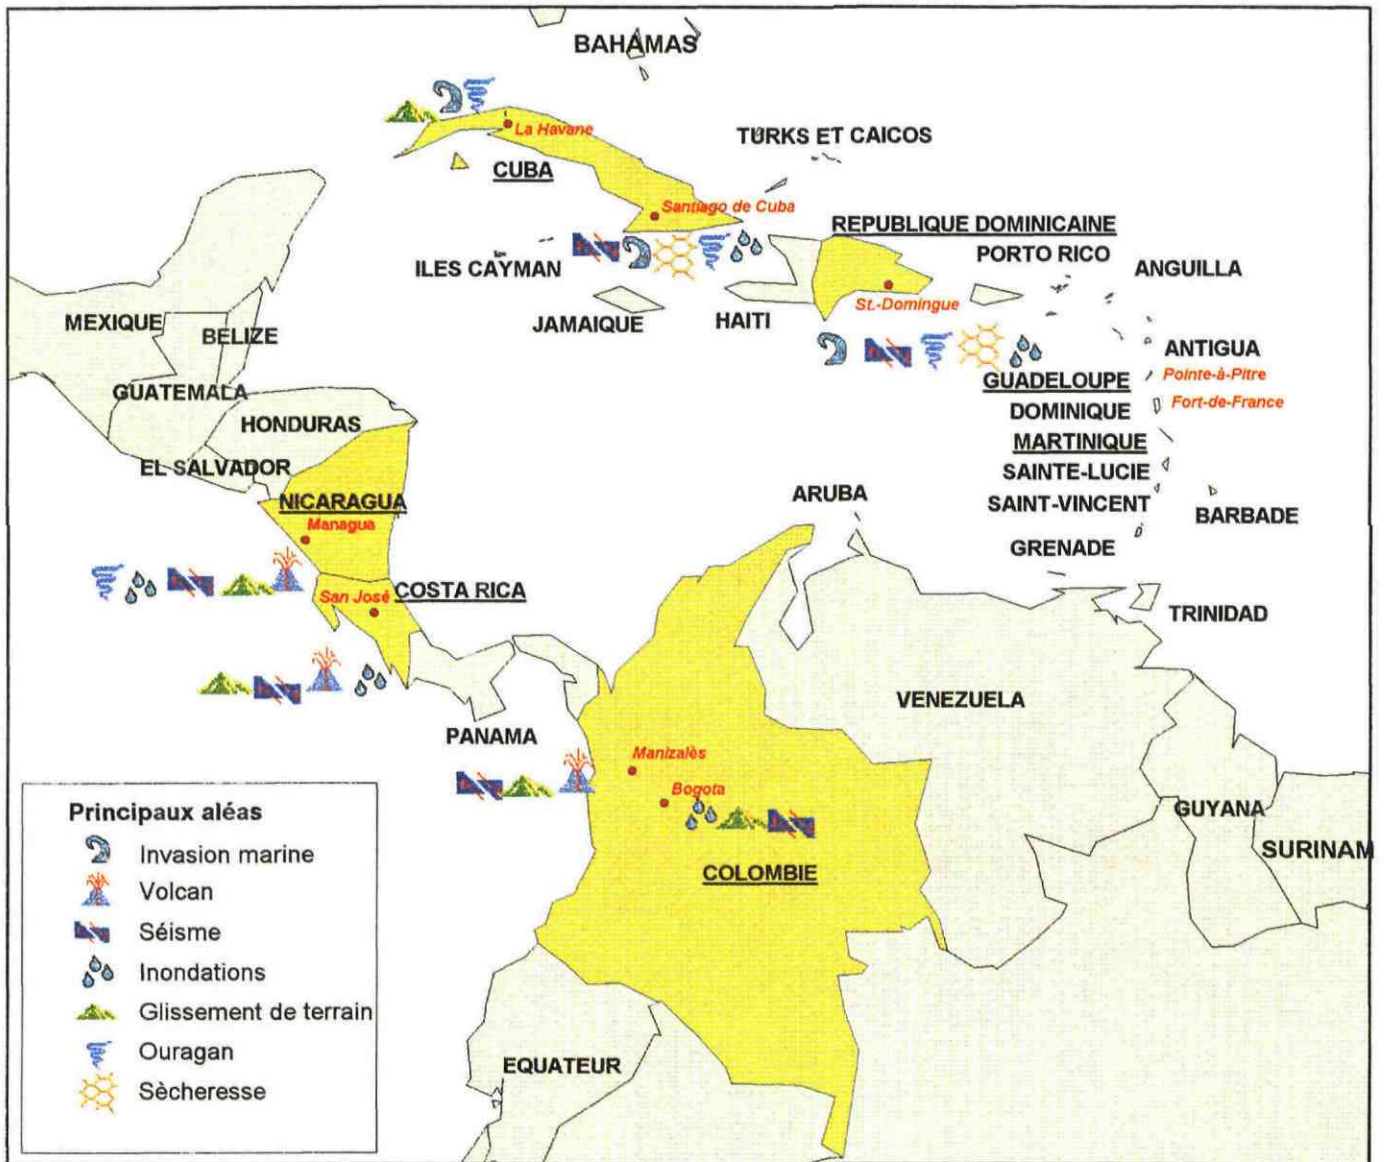 BAHAMAS
La Havane
TURKS ET CAICOS
CUBA
Santiago de Cuba
REPUBLIQUE DOMINICAINE
PORTO RICO
ANGUILLA
ILES CAYMAN
St.-Domingue
MEXIQUE
JAMAIQUE
HAITI
BELIZE
ANTIGUA
Pointe-à-Pitre
GUADELOUPE
GUATEMALA
Fort-de-France
DOMINIQUE
HONDURAS
MARTINIQUE
EL SALVADOR
SAINTE-LUCIE
ARUBA
NICARAGUA
SAINT-VINCENT
BARBADE
Managua
GRENADE
San José
COSTA RICA
TRINIDAD
VENEZUELA
PANAMA
Manizalès
Bogota
GUYANA
SURINAM
COLOMBIE
EQUATEUR
Principaux aléas
Invasion marine
Volcan
Séisme
Inondations
Glissement de terrain
Ouragan
Sècheresse